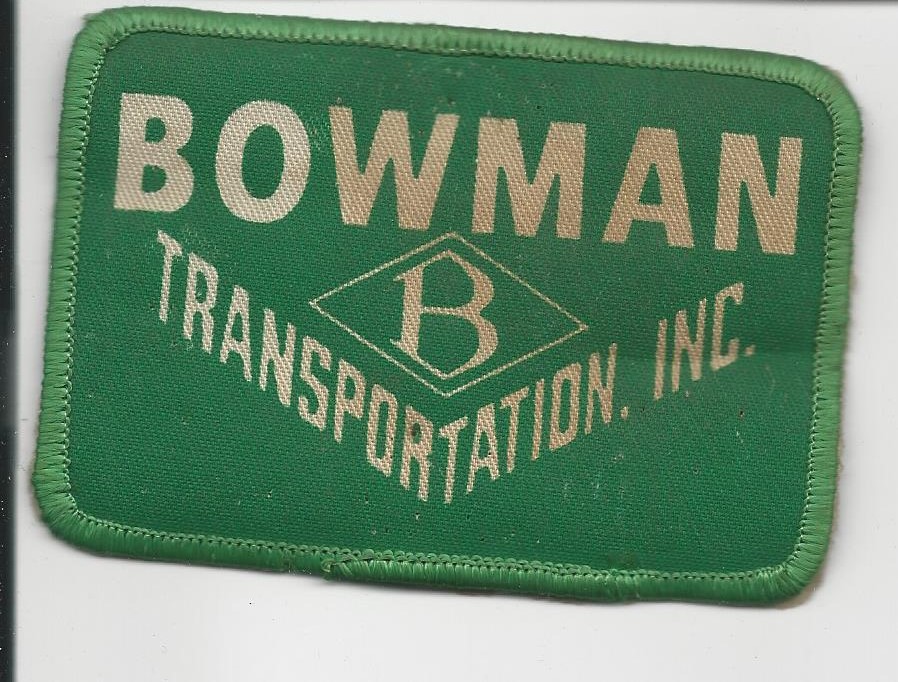 BOWMAN
B
TRANSPORTATION, INC.